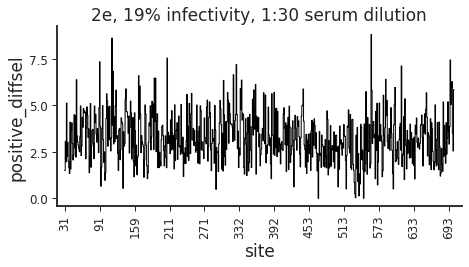 2e, 19% infectivity, 1:30 serum dilution
positive_diffsel
7.5
5.0
2.5
0.0
31 91 159 211 271 332 392 453 513 573 633 693
site